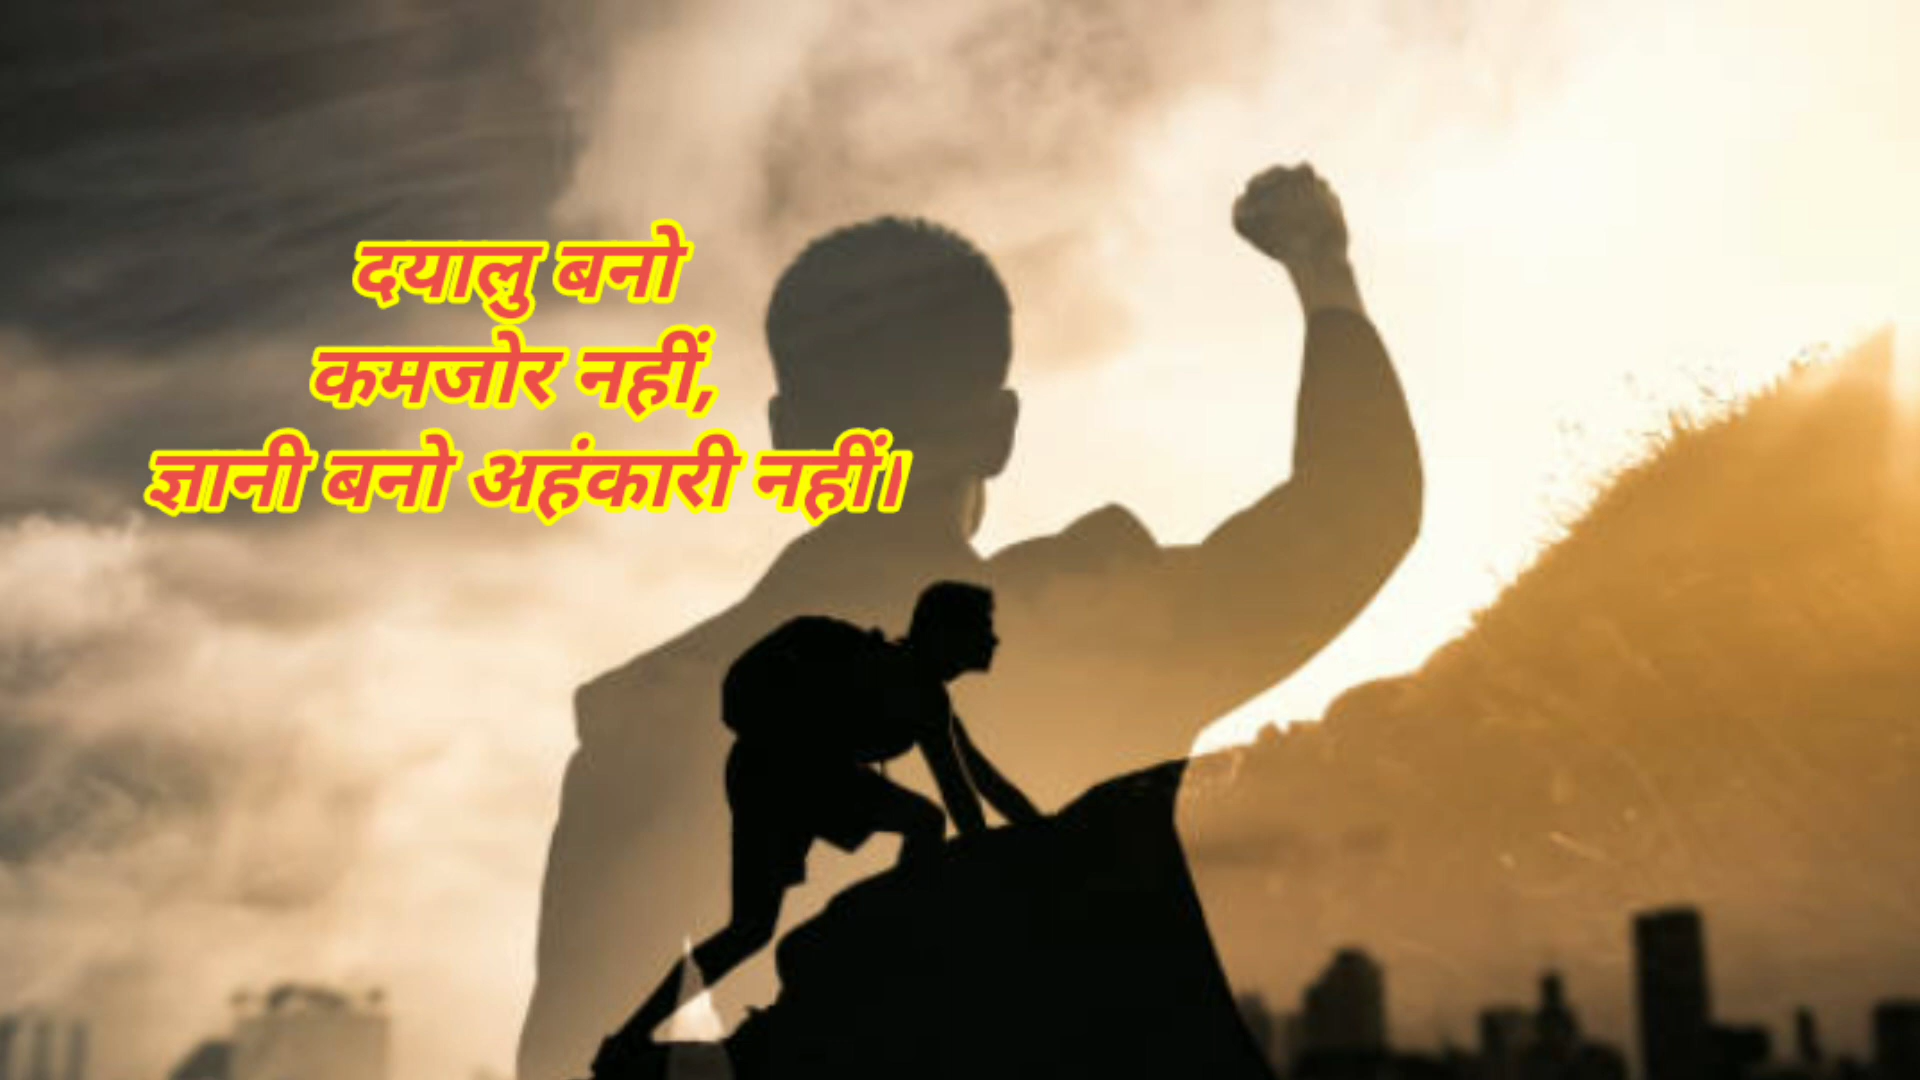 दयालु बनो
कमजोर नहीं,
ज्ञानी बनो अहंकारी नहीं।